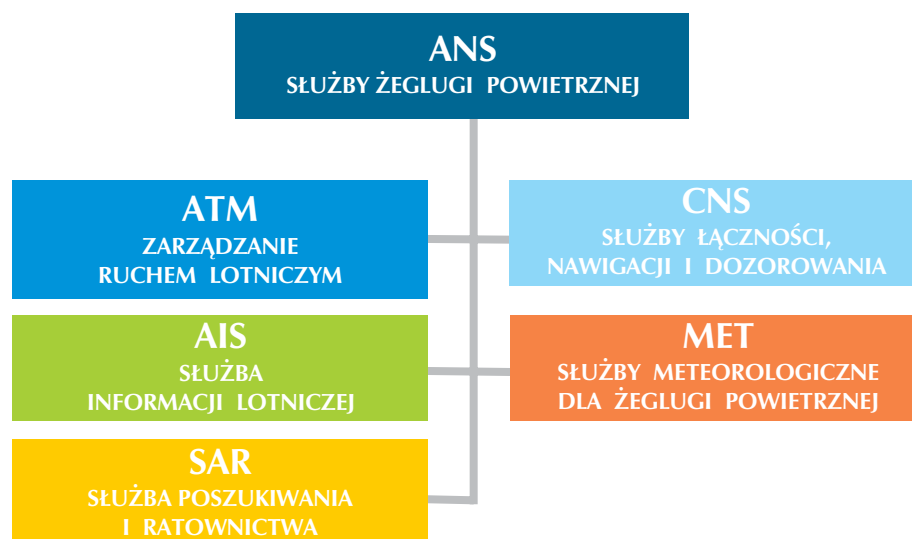 ANS
SŁUŻBY ŻEGLUGI POWIETRZNEJ
ATM
ZARZĄDZANIE
RUCHEM LOTNICZYM
CNS
SŁUŻBY ŁĄCZNOŚCI,
NAWIGACJI I DOZOROWANIA
AIS
SŁUŻBA
INFORMACJI LOTNICZEJ
MET
SŁUŻBY METEOROLOGICZNE
DLA ŻEGLUGI POWIETRZNEJ
SAR
SŁUŻBA POSZUKIWANIA
I RATOWNICTWA